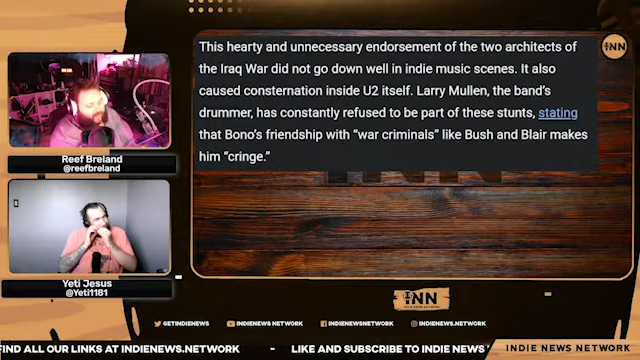 This hearty and unnecessary endorsement of the two architects of
the Iraq War did not go down well in indie music scenes. It also
caused consternation inside U2 itself. Larry Mullen, the band's
drummer, has constantly refused to be part of these stunts, stating
that Bono's friendship with “war criminals” like Bush and Blair makes
him “cringe.”
INN
Reef Breland
@reefbreland
Yeti Jesus
@Yeti1181
INN
INDIE NEWS NETWORK
GETINDIENEWS
INDIENEWS NETWORK
/INDIENEWSNETWORK
INDIENEWS.NETWORK
FIND ALL OUR LINKS AT INDIENEWS.NETWORK - LIKE AND SUBSCRIBE TO INDIE NEWS
INDIE NEWS NETWORK